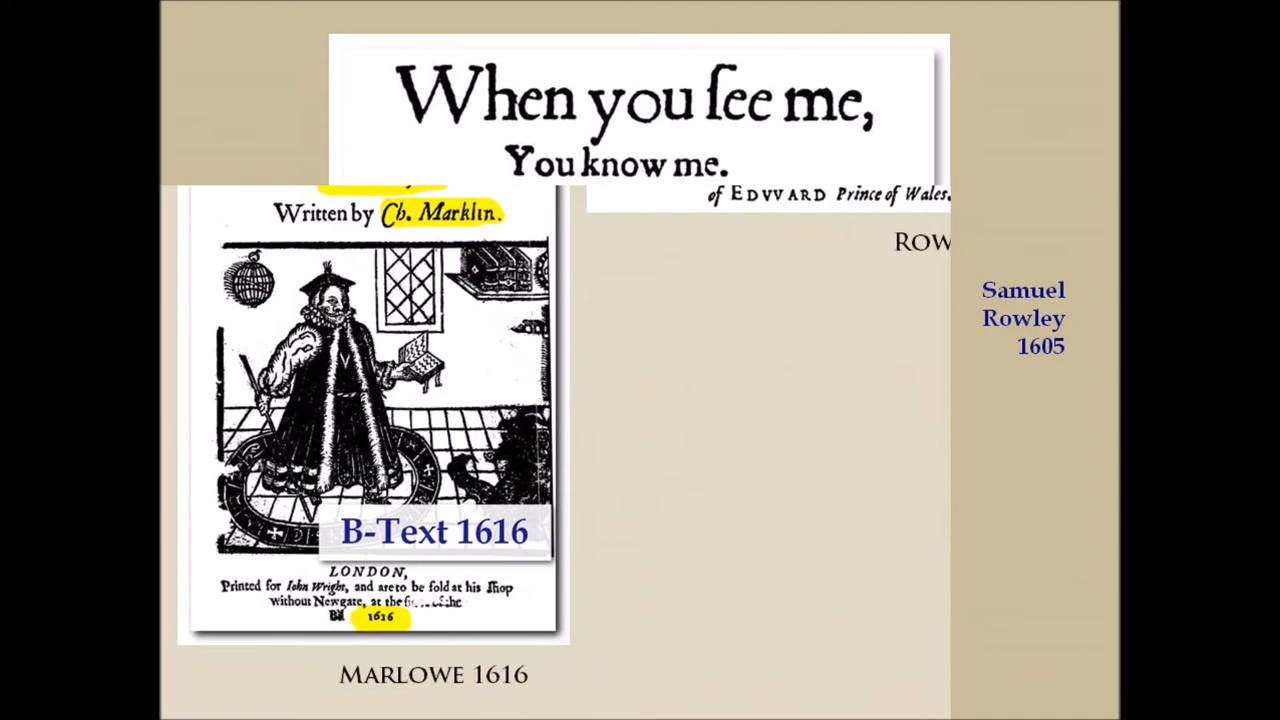 When you ſee me,
You know me.
of EDVVARD Prince of Wales.
Written by Ch. Marklin.
ROW
Samuel
Rowley
1605
B-Text 1616
LONDON,
Printed for Iohn Wright, and are to be ſold at his ſhop
without Newgate, at the of the
1616
MARLOWE 1616